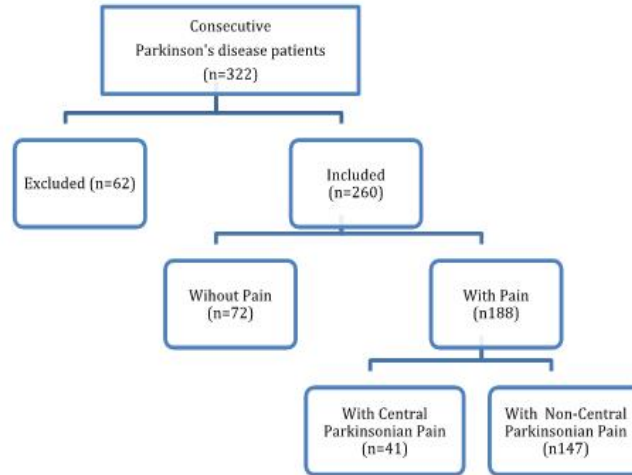 Consecutive
Parkinson's disease patients
(n=322)
Excluded (n=62)
Included
(n=260)
Wihout Pain
(n=72)
With Pain
(n188)
With Central
Parkinsonian Pain
(n=41)
With Non-Central
Parkinsonian Pain
(n147)